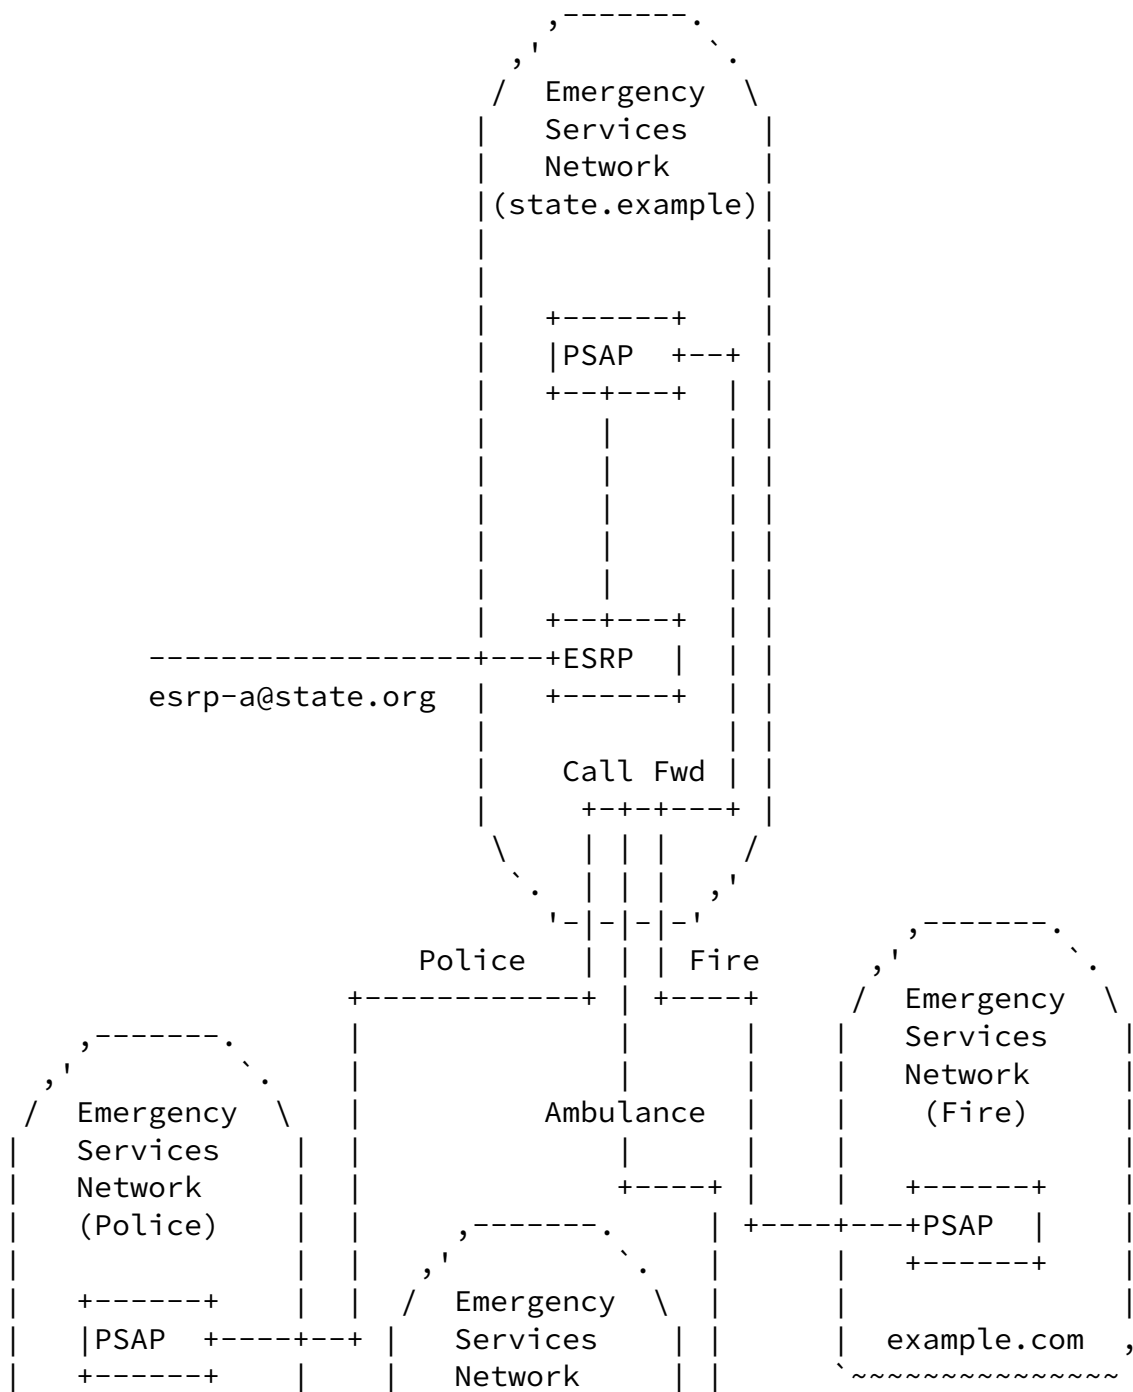 Emergency
Services
Network
(state.example)
PSAP
ESRP
esrp-a@state.org
Call Fwd
Police Fire
Emergency
Services
Network
(Fire)
PSAP
example.com
Ambulance
Emergency
Services
Network
(Police)
PSAP
Emergency
Services
Network